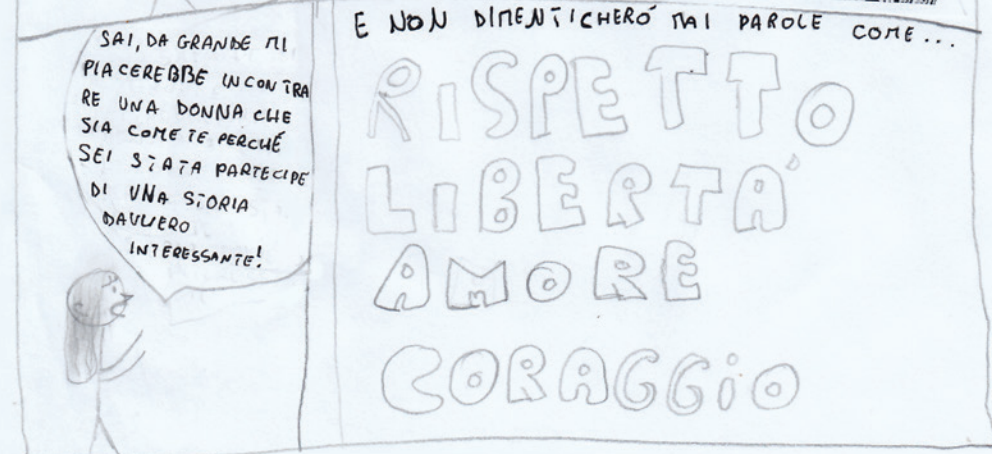 SAI, DA GRANDE MI
PIACEREBBE INCONTRA
RE UNA DONNA CHE
SIA COME TE PERCHÉ
SEI STATA PARTECIPE
DI UNA STORIA
DAVVERO
INTERESSANTE!
E NON DIMENTICHERÓ MAI PAROLE COME...
RISPETTO
LIBERTA'
AMORE
CORAGGiO